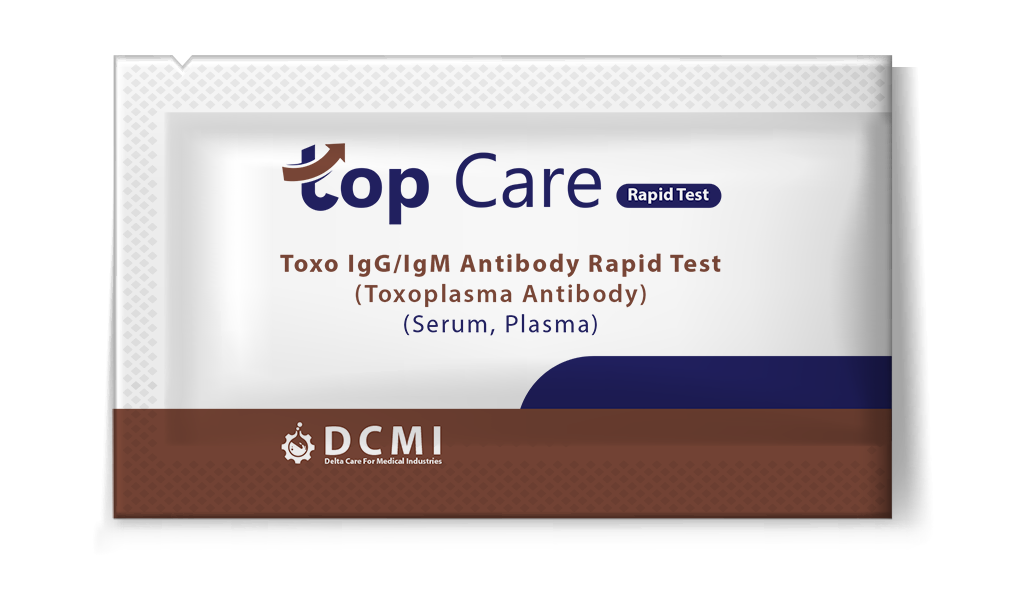 top Care Rapid Test
Toxo IgG/IgM Antibody Rapid Test
(Toxoplasma Antibody)
(Serum, Plasma)
DCMI
Delta Care For Medical Industries